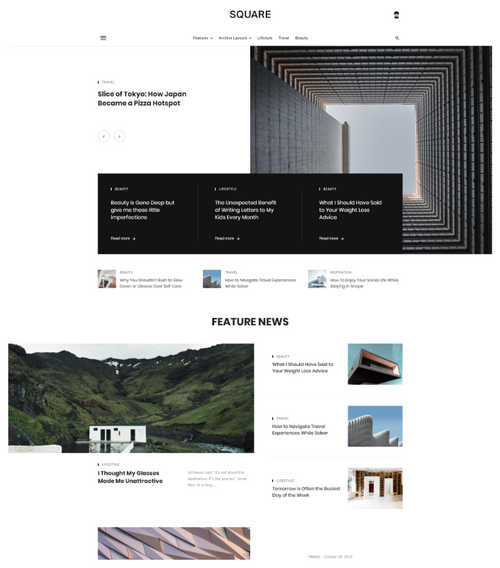 SQUARE
Features Archive Layouts Lifestyle Travel Beauty
TRAVEL
Slice of Tokyo: How Japan
Became a Pizza Hotspot
BEAUTY
Beauty is Gone Deep but
give me those little
imperfections
Read more
LIFESTYLE
The Unexpected Benefit
of Writing Letters to My
Kids Every Month
Read more
BEAUTY
What I Should Have Said
to Your Weight Loss
Advice
Read more
BEAUTY
Why You Shouldn't Rush to Slow
Down or Obsess Over Self Care
TRAVEL
How to Navigate Travel Experiences
While Sober
INSPIRATION
How To Enjoy Your Social Life While
Staying in Shape
FEATURE NEWS
LIFESTYLE
I Thought My Glasses
Made Me Unattractive
Whoever said "It's not about the
destination. It's the journey" never
flew on a long ...
BEAUTY
What I Should Have Said to
Your Weight Loss Advice
TRAVEL
How to Navigate Travel
Experiences While Sober
LIFESTYLE
Tomorrow is Often the Busiest
Day of the Week
TRAVEL